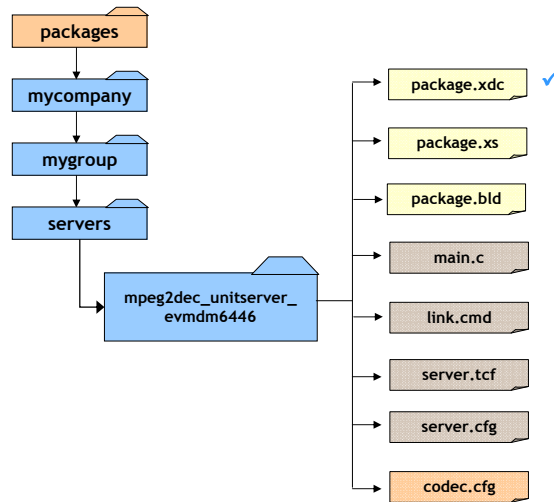 packages
mycompany
mygroup
servers
mpeg2dec_unitserver_
evmdm6446
package.xdc
package.xs
package.bld
main.c
link.cmd
server.tcf
server.cfg
codec.cfg